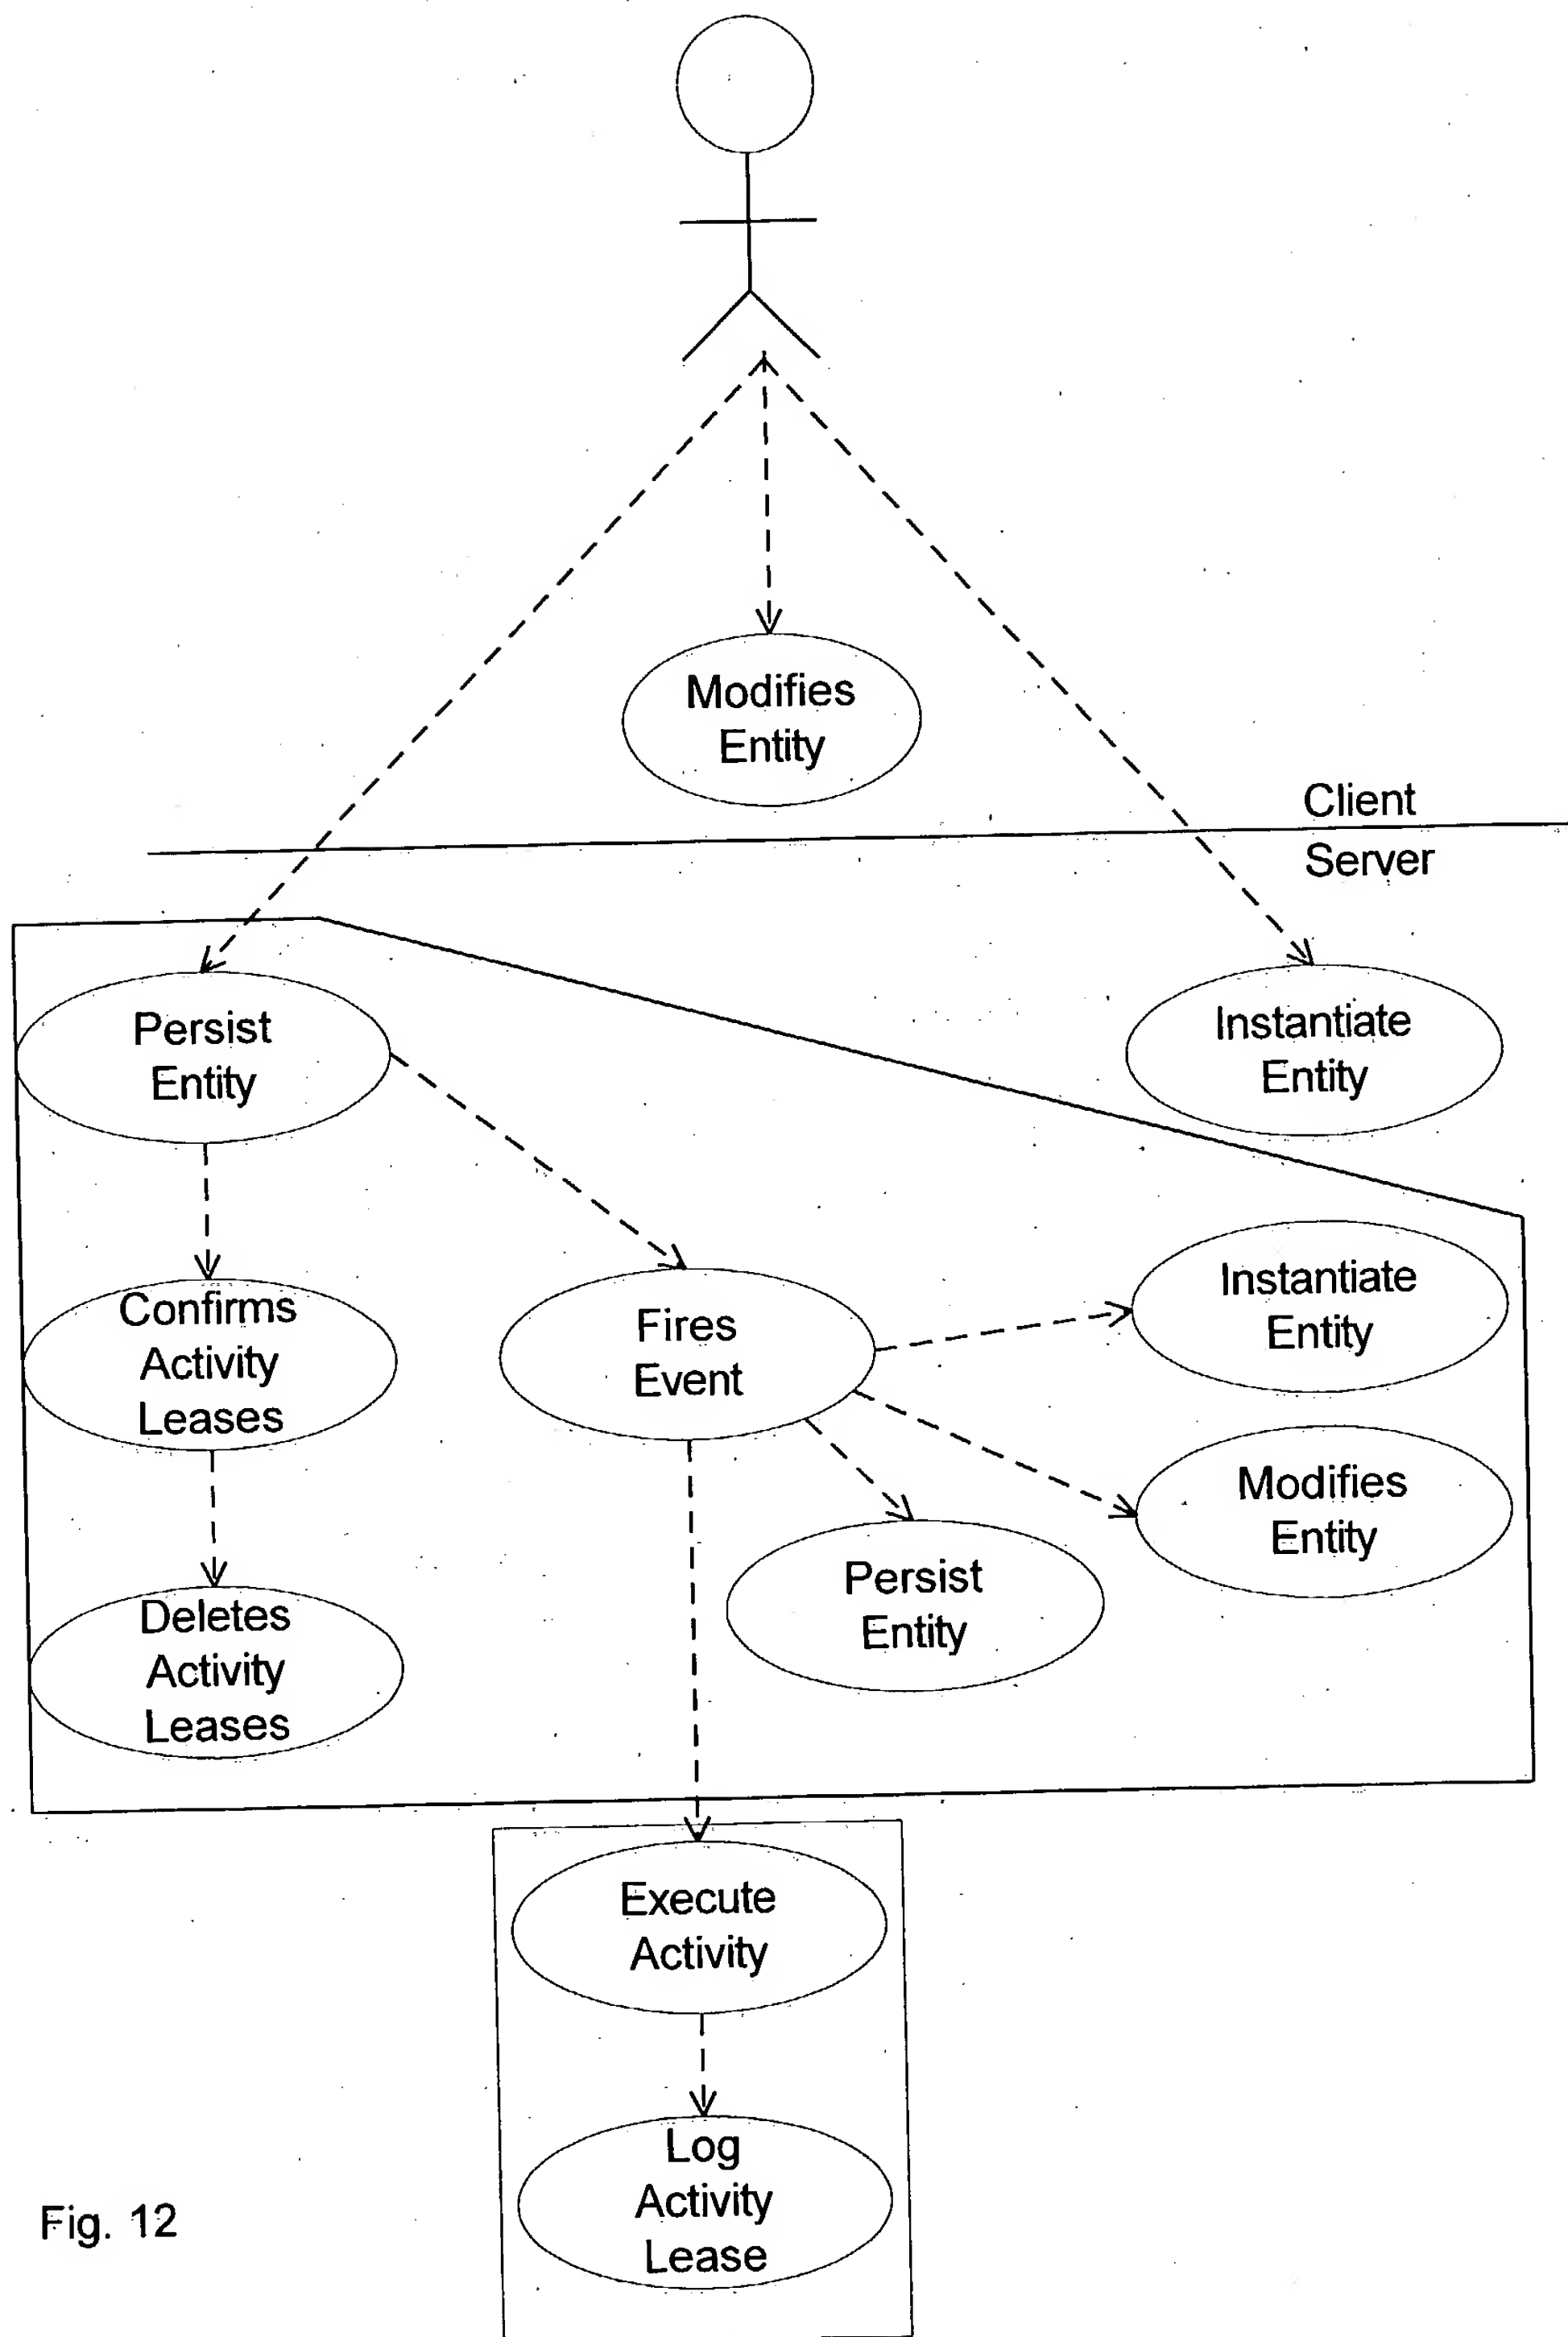 Modifies
Entity
Client
Server
Persist
Entity
Instantiate
Entity
Confirms
Activity
Leases
Fires
Event
Instantiate
Entity
Modifies
Entity
Persist
Entity
Deletes
Activity
Leases
Execute
Activity
Log
Activity
Lease
Fig. 12